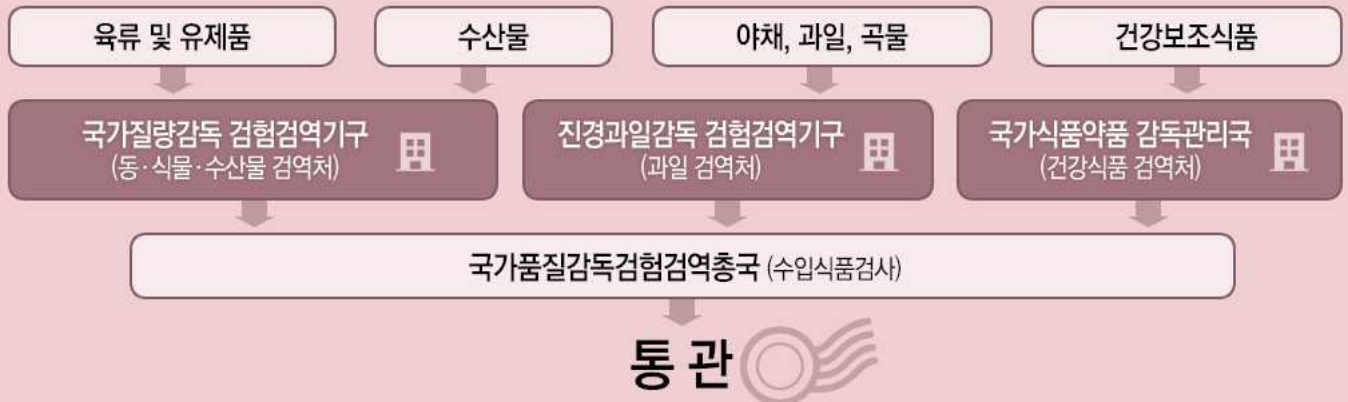 육류 및 유제품
수산물
야채, 과일, 곡물
건강보조식품
국가질량감독 검험검역기구
(동·식물·수산물 검역처)
진경과일감독 검험검역기구
(과일 검역처)
국가식품약품 감독관리국
(건강식품 검역처)
국가품질감독검험검역총국 (수입식품검사)
통 관